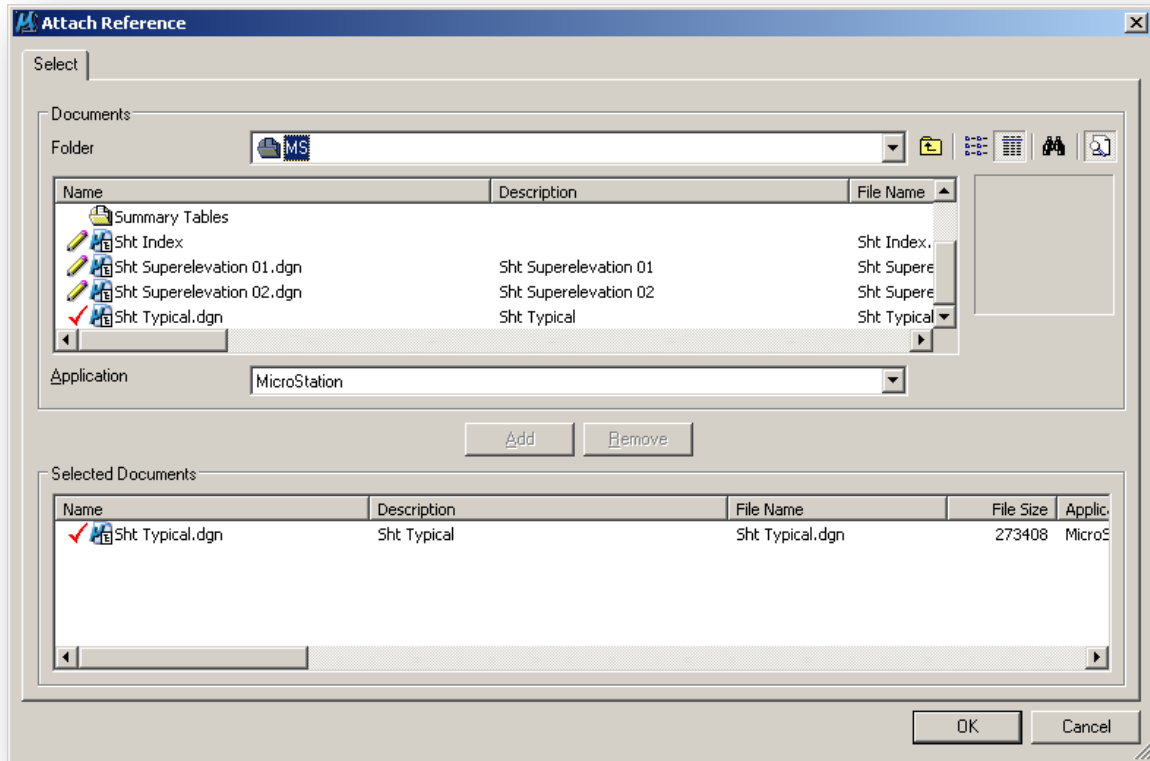 Attach Reference
Select
Documents
Folder MS
Name Description File Name
Summary Tables
Sht Index Sht Index.
Sht Superelevation 01.dgn Sht Superelevation 01 Sht Supere
Sht Superelevation 02.dgn Sht Superelevation 02 Sht Supere
Sht Typical.dgn Sht Typical Sht Typical
Application MicroStation
Add Remove
Selected Documents
Name Description File Name File Size Applic
Sht Typical.dgn Sht Typical Sht Typical.dgn 273408 MicroS
OK Cancel